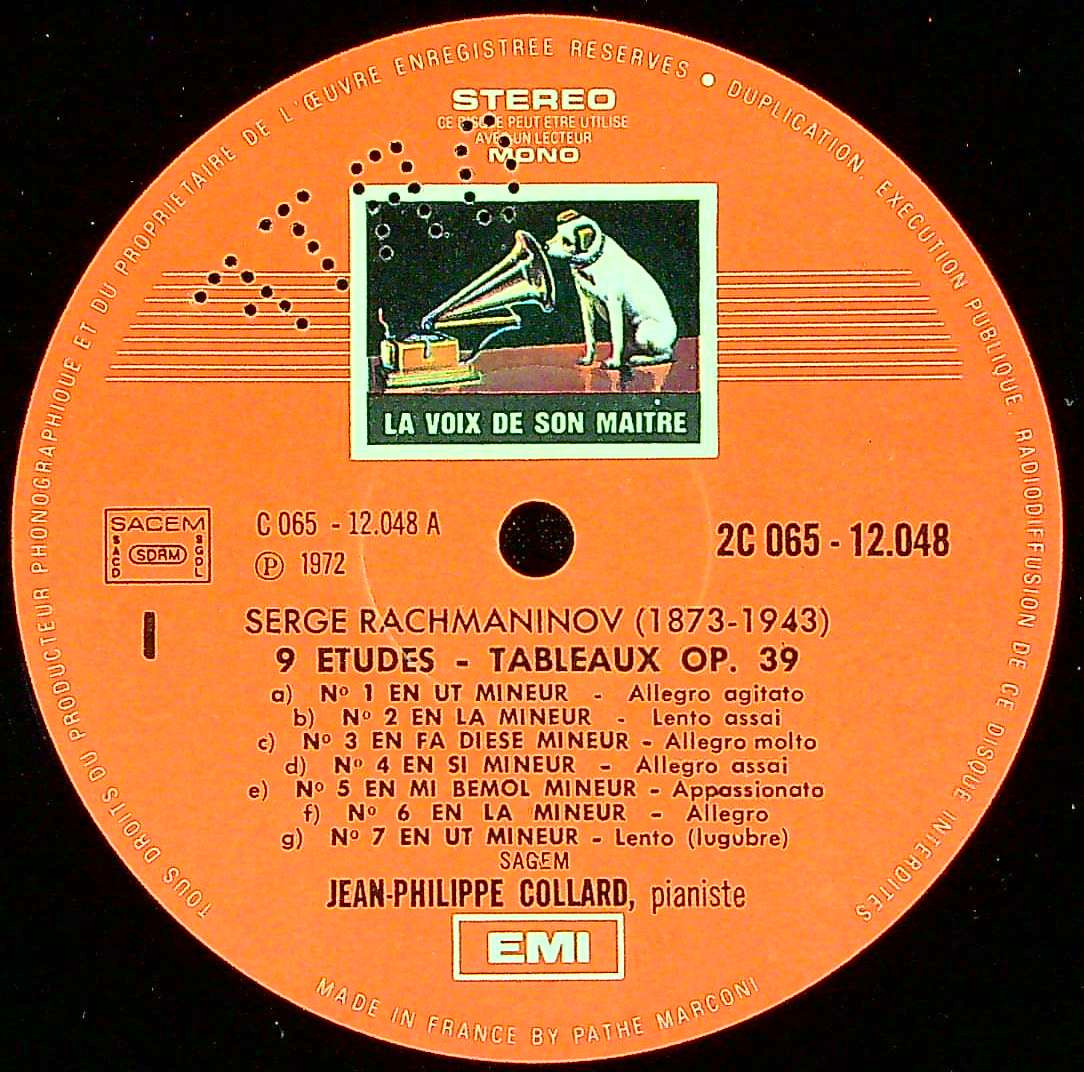 TOUS DROITS DU PRODUCTEUR PHONOGRAPHIQUE ET DU PROPRIETAIRE DE L'ŒUVRE ENREGISTREE RESERVES • DUPLICATION. EXECUTION PUBLIQUE. RADIODIFFUSION DE CE DISQUE INTERDITES
STEREO
CE DISQUE PEUT ETRE UTILISE
AVEC UN LECTEUR
MONO
LA VOIX DE SON MAITRE
SACEM
SACD
SDRM
SGDL
C 065 - 12.048 A
Ⓟ 1972
2C 065 - 12.048
I
SERGE RACHMANINOV (1873-1943)
9 ETUDES - TABLEAUX OP. 39
a) Nº 1 EN UT MINEUR - Allegro agitato
b) Nº 2 EN LA MINEUR - Lento assai
c) Nº 3 EN FA DIESE MINEUR - Allegro molto
d) Nº 4 EN SI MINEUR - Allegro assai
e) Nº 5 EN MI BEMOL MINEUR - Appassionato
f) Nº 6 EN LA MINEUR - Allegro
g) Nº 7 EN UT MINEUR - Lento (lugubre)
SAGEM
JEAN-PHILIPPE COLLARD, pianiste
EMI
MADE IN FRANCE BY PATHE MARCONI